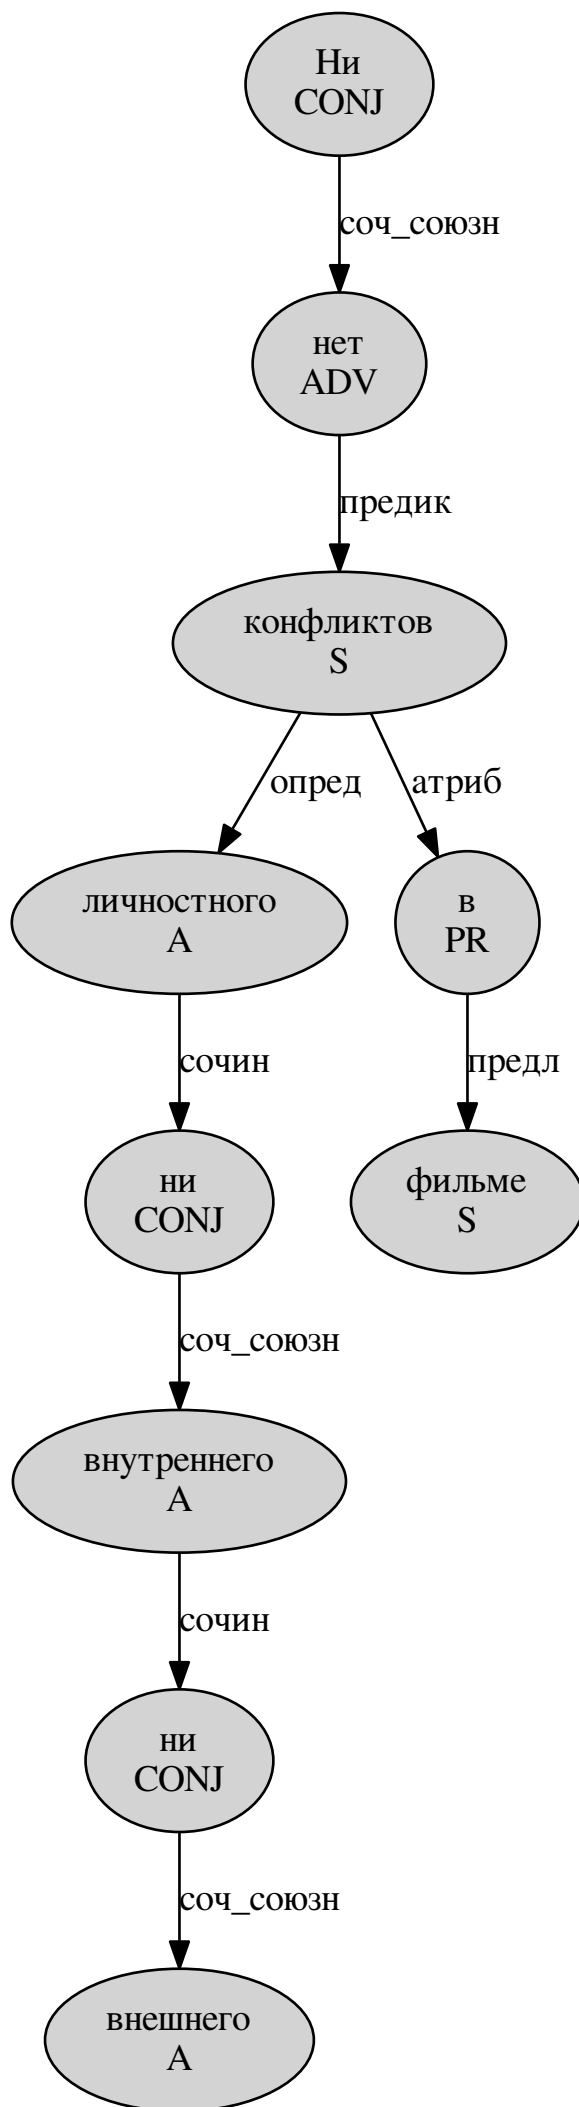 Ни
CONJ
соч_союзн
нет
ADV
предик
конфликтов
S
опред
атриб
личностного
A
в
PR
сочин
предл
ни
CONJ
фильме
S
соч_союзн
внутреннего
A
сочин
ни
CONJ
соч_союзн
внешнего
A